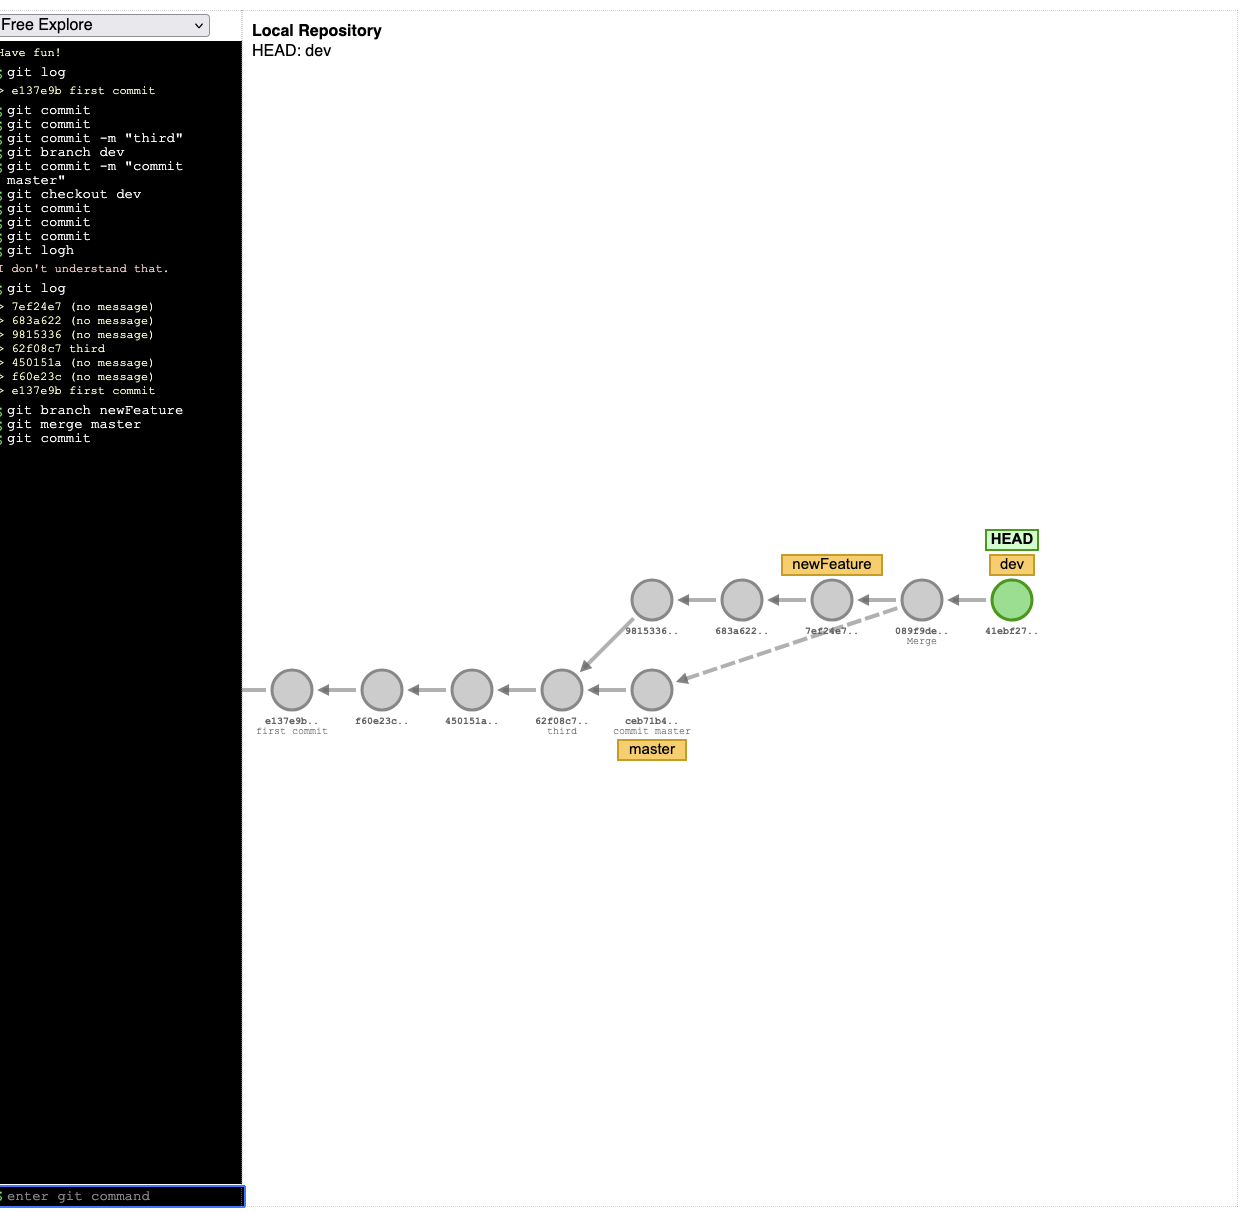 Free Explore
Have fun!
$ git log
> e137e9b first commit
$ git commit
$ git commit
$ git commit -m "third"
$ git branch dev
$ git commit -m "commit
master"
$ git checkout dev
$ git commit
$ git commit
$ git commit
$ git logh
I don't understand that.
$ git log
> 7ef24e7 (no message)
> 683a622 (no message)
> 9815336 (no message)
> 62f08c7 third
> 450151a (no message)
> f60e23c (no message)
> e137e9b first commit
$ git branch newFeature
$ git merge master
$ git commit
$ enter git command
Local Repository
HEAD: dev
HEAD
newFeature
dev
9815336..
683a622..
7ef24e7..
089f9de..
41ebf27..
Merge
e137e9b..
f60e23c..
450151a..
62f08c7..
ceb71b4..
first commit
third
commit master
master